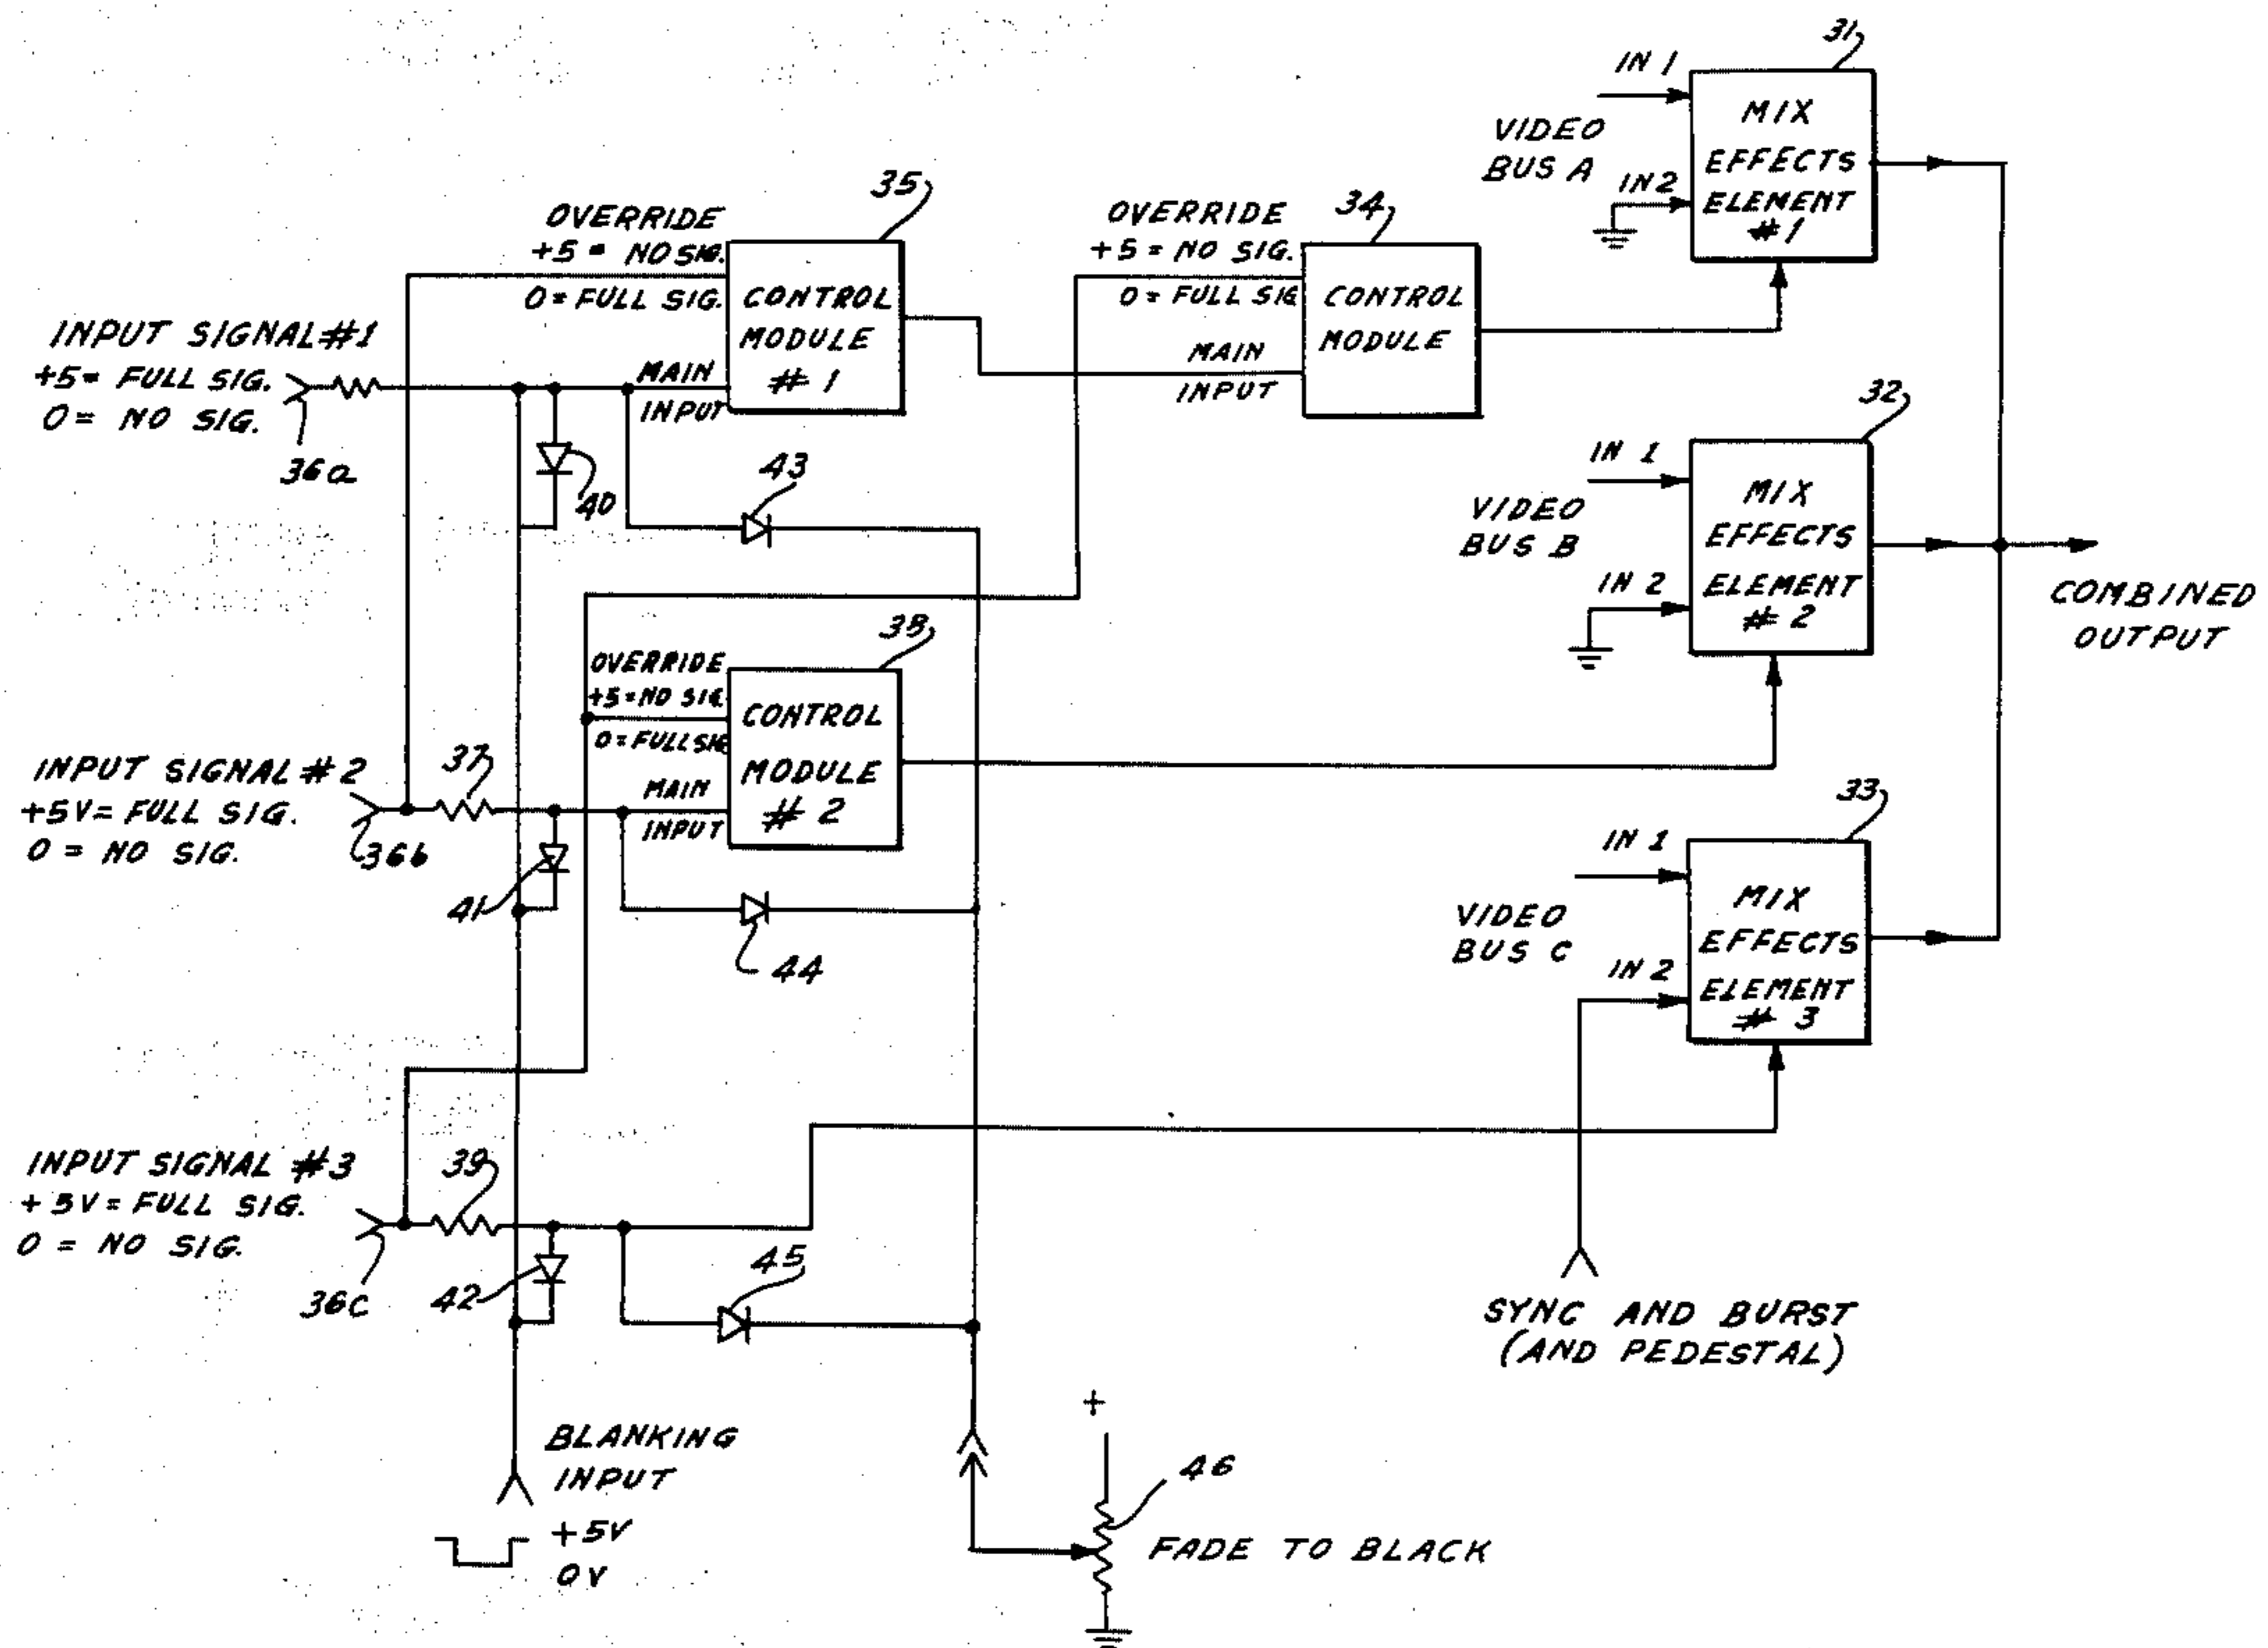 31
IN 1
MIX
EFFECTS
ELEMENT
#1
VIDEO
BUS A
IN2
35
OVERRIDE
+5 = NO SIG.
0 = FULL SIG.
CONTROL
MODULE
# 1
MAIN
INPUT
34
OVERRIDE
+5 = NO SIG.
0 = FULL SIG
CONTROL
MODULE
MAIN
INPUT
INPUT SIGNAL #1
+5 = FULL SIG.
0 = NO SIG.
36a
40
43
32
IN 1
MIX
EFFECTS
ELEMENT
# 2
VIDEO
BUS B
IN 2
COMBINED
OUTPUT
38
OVERRIDE
+5 = NO SIG.
0 = FULL SIG
CONTROL
MODULE
# 2
MAIN
INPUT
INPUT SIGNAL # 2
+5V = FULL SIG.
0 = NO SIG.
36b
37
41
44
33
IN 1
MIX
EFFECTS
ELEMENT
# 3
VIDEO
BUS C
IN 2
INPUT SIGNAL #3
+5V = FULL SIG.
0 = NO SIG.
36c
39
42
45
SYNC AND BURST
(AND PEDESTAL)
BLANKING
INPUT
+5V
0V
+
46
FADE TO BLACK